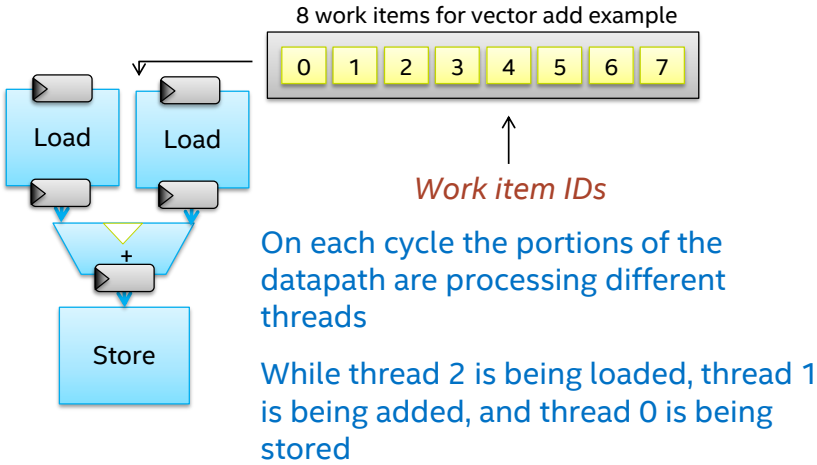 8 work items for vector add example
0 1 2 3 4 5 6 7
Load
Load
Work item IDs
+
Store
On each cycle the portions of the
datapath are processing different
threads
While thread 2 is being loaded, thread 1
is being added, and thread 0 is being
stored